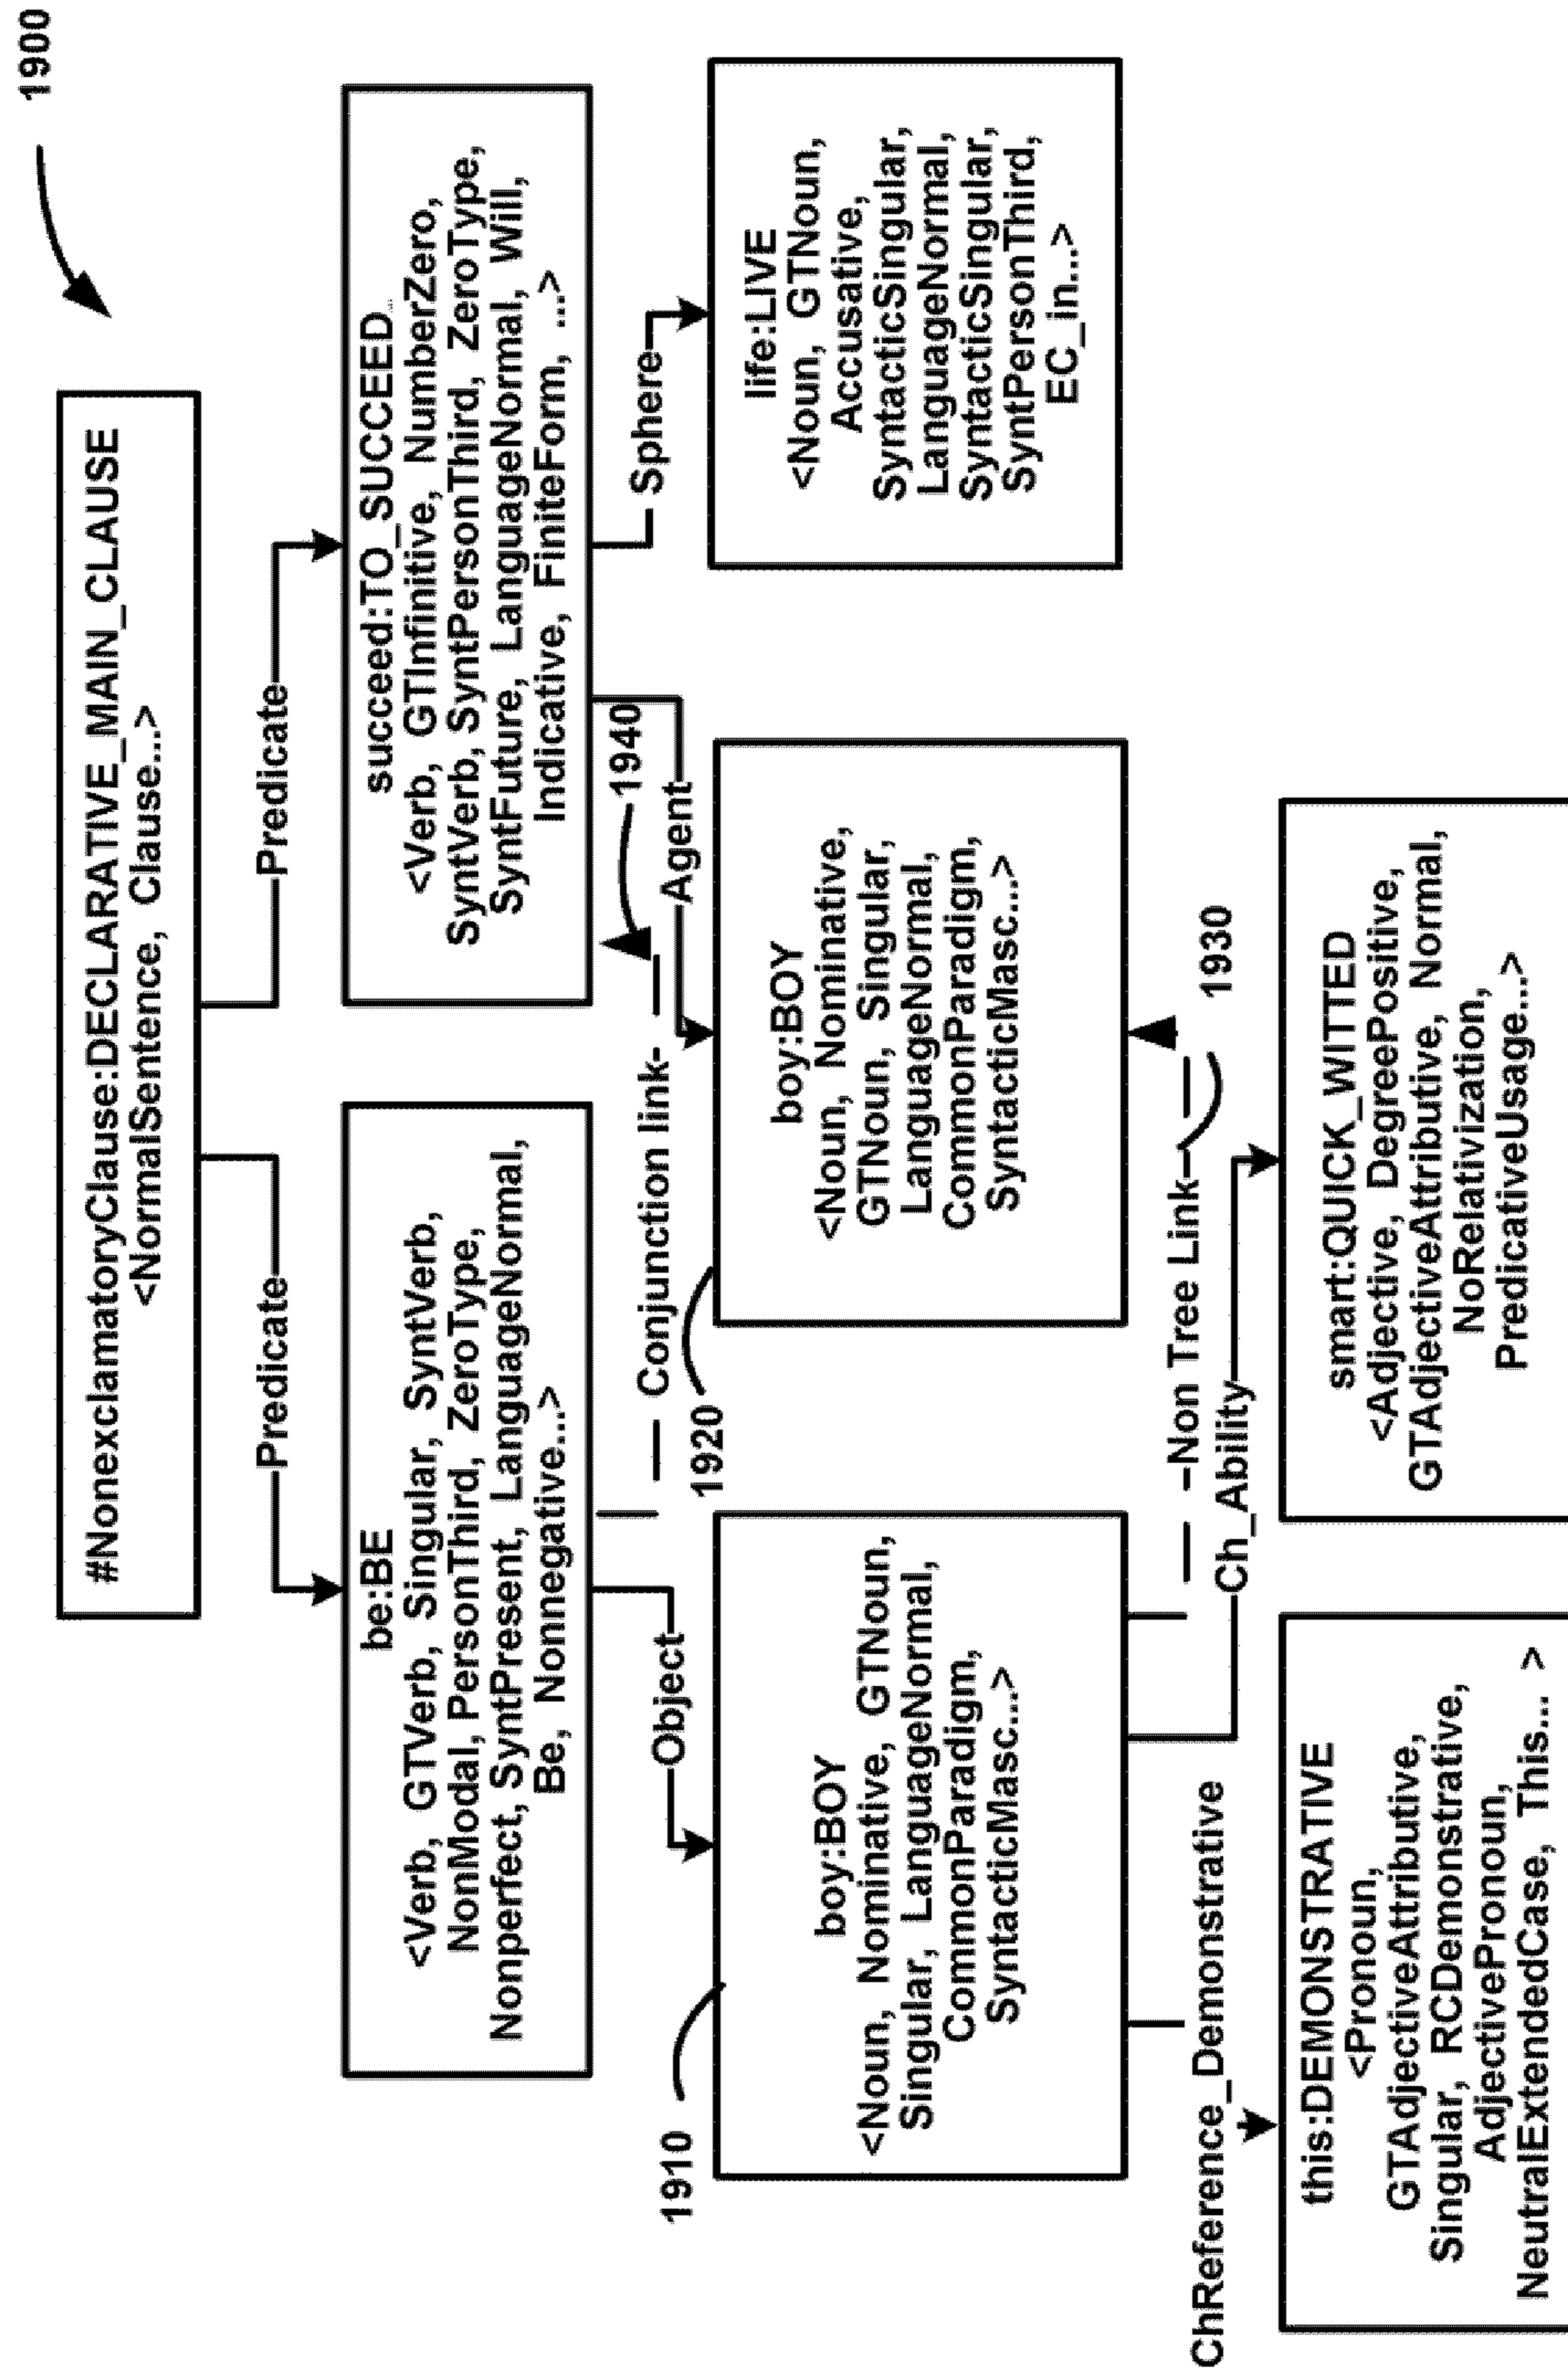 1900
#NonexclamatoryClause:DECLARATIVE_MAIN_CLAUSE
<NormalSentence, Clause...>
Predicate
Predicate
be:BE
<Verb, GTVerb, Singular, SyntVerb,
NonModal, PersonThird, ZeroType,
Nonperfect, SyntPresent, LanguageNormal,
Be, Nonnegative...>
succeed:TO_SUCCEED
<Verb, GTInfinitive, NumberZero,
SyntVerb, SyntPersonThird, ZeroType,
SyntFuture, LanguageNormal, Will,
Indicative, FiniteForm, ...>
Object
Conjunction link
1940
Agent
Sphere
1910
boy:BOY
<Noun, Nominative, GTNoun,
Singular, LanguageNormal,
CommonParadigm,
SyntacticMasc...>
1920
boy:BOY
<Noun, Nominative,
GTNoun, Singular,
LanguageNormal,
CommonParadigm,
SyntacticMasc...>
life:LIVE
<Noun, GTNoun,
Accusative,
SyntacticSingular,
LanguageNormal,
SyntacticSingular,
SyntPersonThird,
EC_in...>
ChReference_Demonstrative
Non Tree Link
1930
Ch_Ability
this:DEMONSTRATIVE
<Pronoun,
GTAdjectiveAttributive,
Singular, RCDemonstrative,
AdjectivePronoun,
NeutralExtendedCase, This... >
smart:QUICK_WITTED
<Adjective, DegreePositive,
GTAdjectiveAttributive, Normal,
NoRelativization,
PredicativeUsage...>